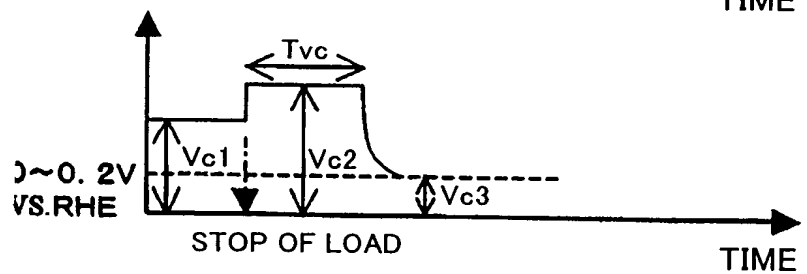 TIME
Tvc
Vc1
Vc2
~0. 2V
VS.RHE
Vc3
STOP OF LOAD
TIME